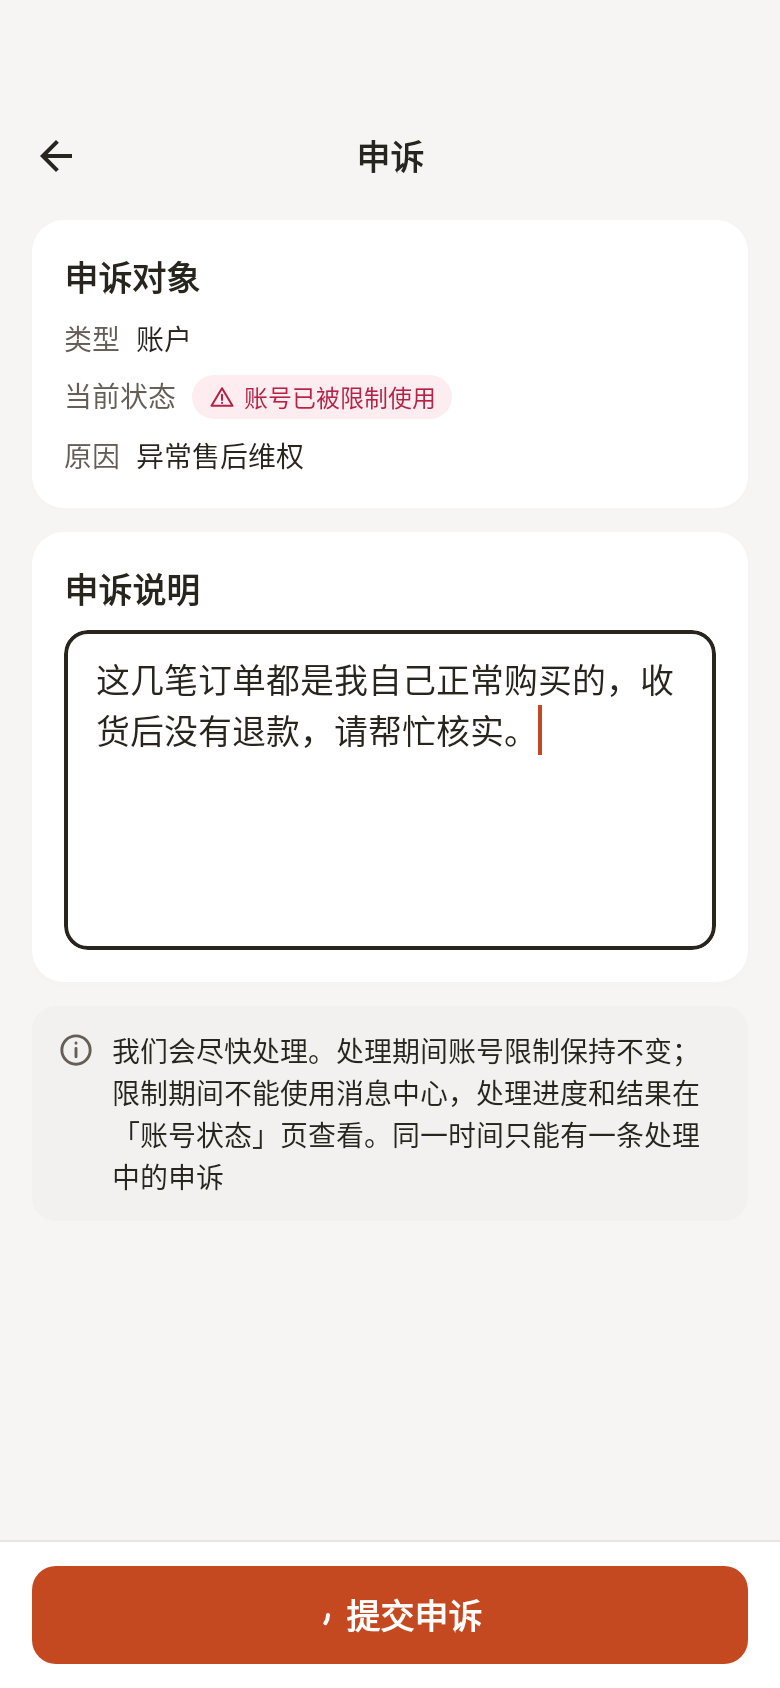 申诉
申诉对象
类型 账户
当前状态 账号已被限制使用
原因 异常售后维权
申诉说明
这几笔订单都是我自己正常购买的，收
货后没有退款，请帮忙核实。
我们会尽快处理。处理期间账号限制保持不变；
限制期间不能使用消息中心，处理进度和结果在
「账号状态」页查看。同一时间只能有一条处理
中的申诉
提交申诉